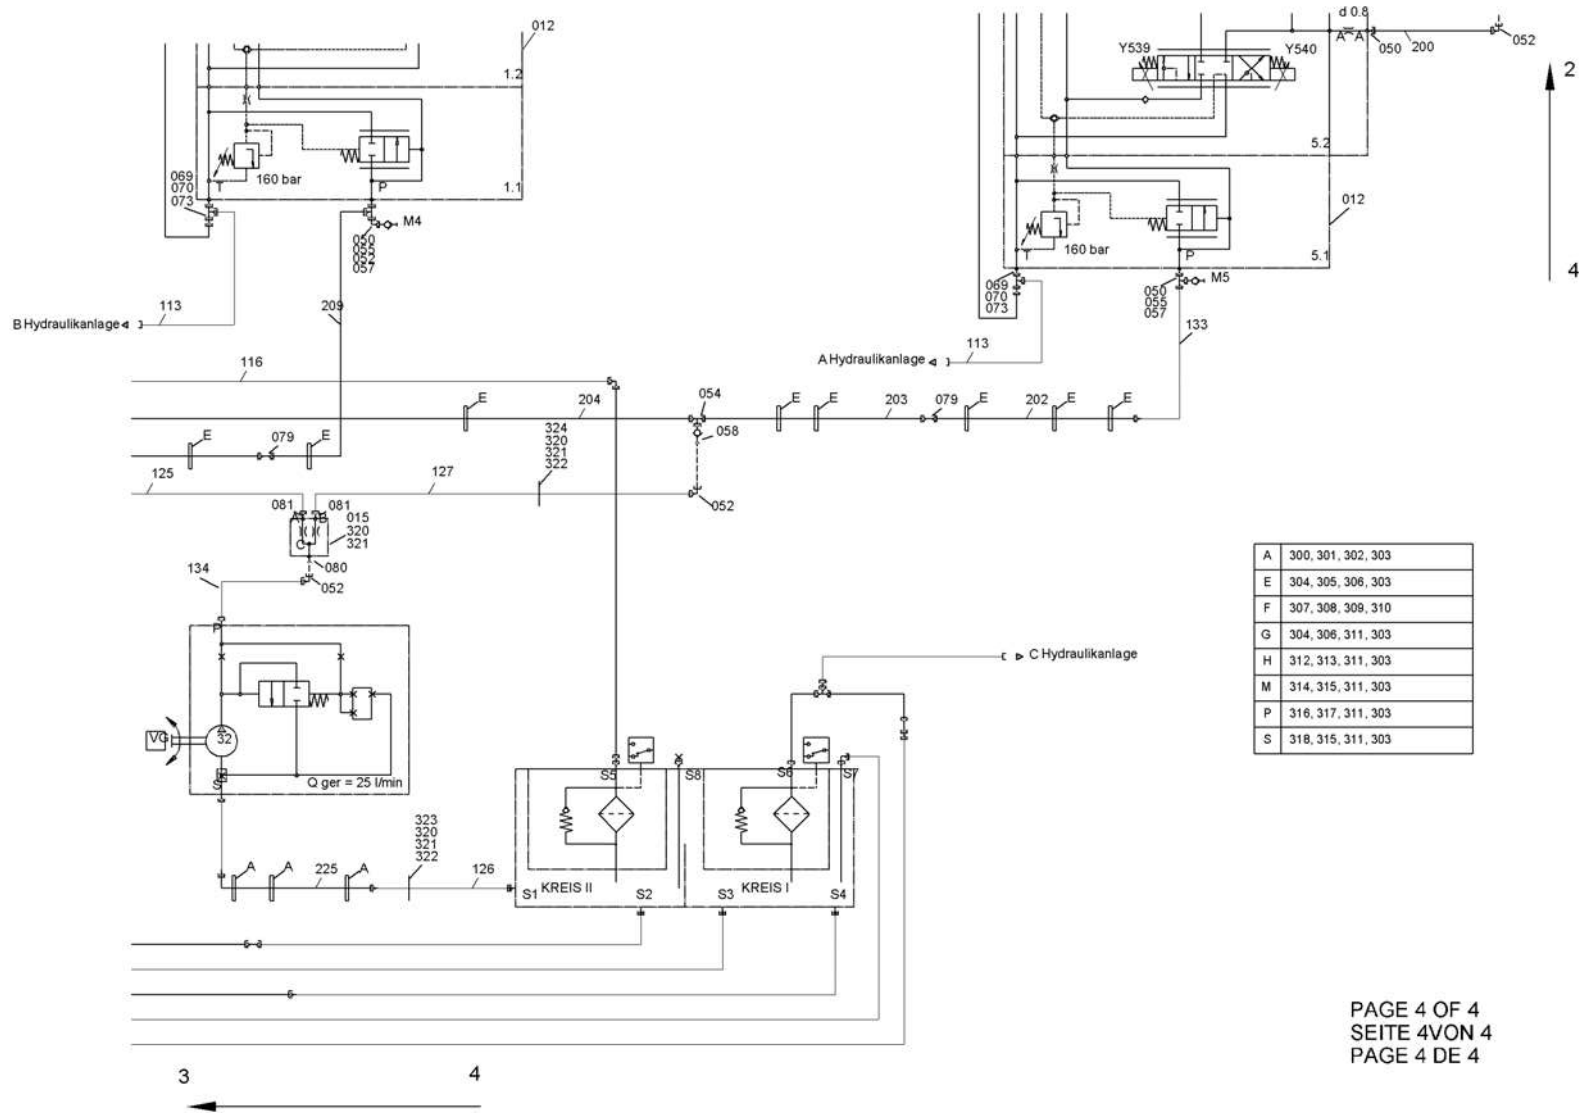 012
1.2
160 bar
T
P
1.1
069
070
073
M4
050
055
052
057
113
B Hydraulikanlage
209
d 0.8
Y539
Y540
A
A
050
200
052
2
4
5.2
012
160 bar
T
P
5.1
069
070
073
M5
050
055
057
133
113
A Hydraulikanlage
116
E
204
054
E
E
203
079
E
202
E
E
058
E
079
E
324
320
321
322
125
127
052
081
081
A
B
015
320
321
C
080
052
134
P
VG
32
S
Q ger = 25 l/min
A 300, 301, 302, 303
E 304, 305, 306, 303
F 307, 308, 309, 310
G 304, 306, 311, 303
H 312, 313, 311, 303
M 314, 315, 311, 303
P 316, 317, 311, 303
S 318, 315, 311, 303
C Hydraulikanlage
S5
S8
S6
S7
323
320
321
322
A
A
225
A
126
S1
KREIS II
S2
S3
KREIS I
S4
3
4
PAGE 4 OF 4
SEITE 4VON 4
PAGE 4 DE 4